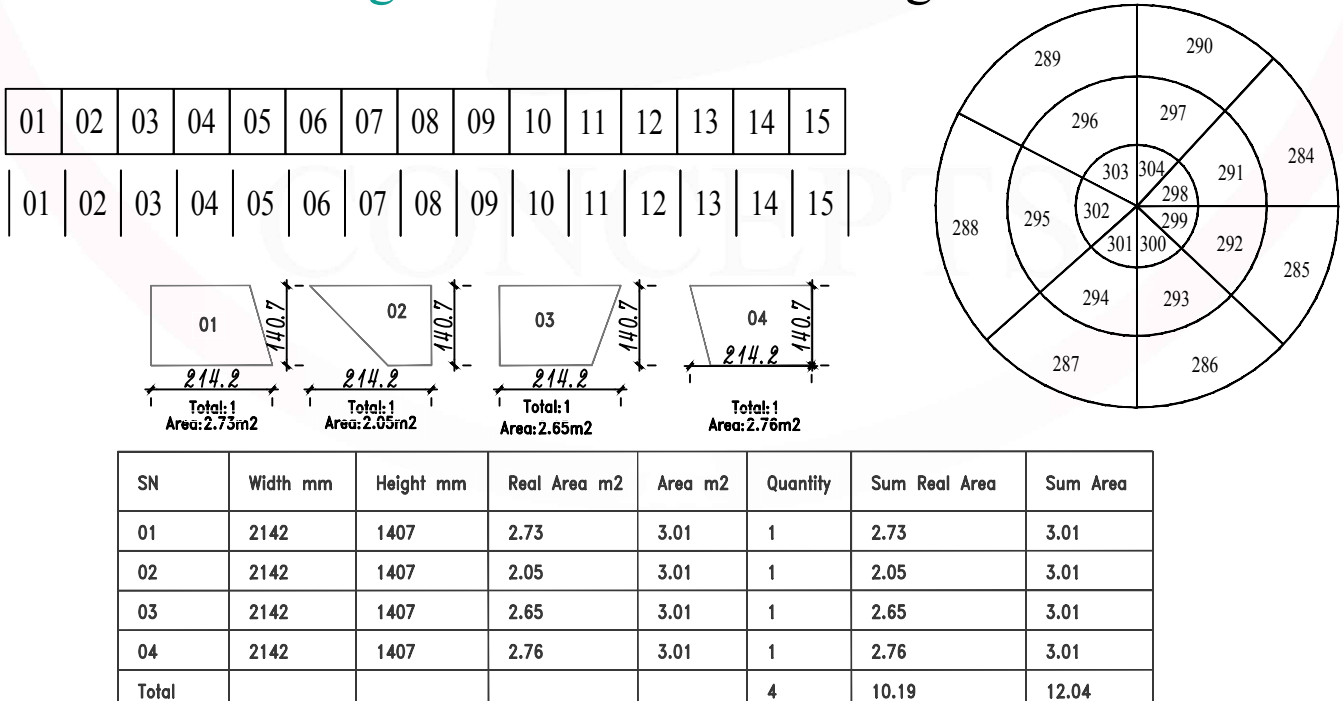 01 02 03 04 05 06 07 08 09 10 11 12 13 14 15
01 02 03 04 05 06 07 08 09 10 11 12 13 14 15
289 290
296 297
303 304 291 284
298
288 295 302 299
301 300 292 285
294 293
287 286
01 140.7 02 140.7 03 140.7 04 140.7
214.2 214.2 214.2 214.2
Total:1 Total:1 Total:1 Total:1
Area:2.73m2 Area:2.05m2 Area:2.65m2 Area:2.76m2
CONCEPTS
SN Width mm Height mm Real Area m2 Area m2 Quantity Sum Real Area Sum Area
01 2142 1407 2.73 3.01 1 2.73 3.01
02 2142 1407 2.05 3.01 1 2.05 3.01
03 2142 1407 2.65 3.01 1 2.65 3.01
04 2142 1407 2.76 3.01 1 2.76 3.01
Total 4 10.19 12.04